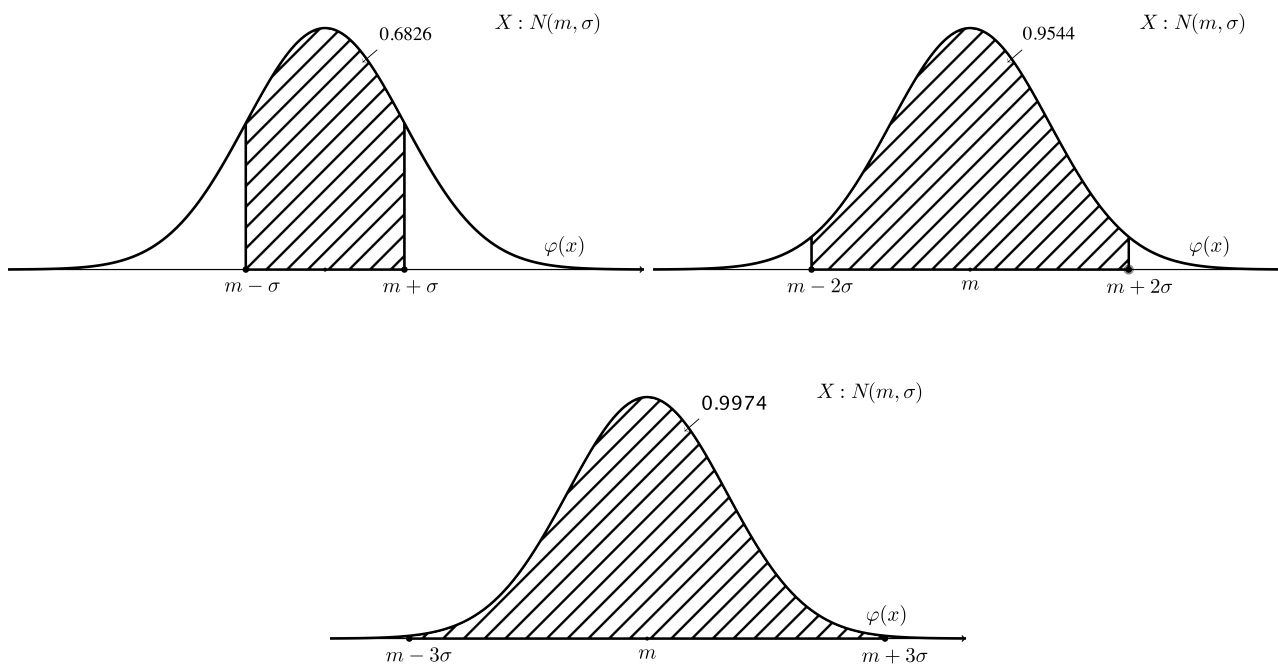 0.6826
X : N(m, σ)
φ(x)
m − σ
m + σ
0.9544
X : N(m, σ)
φ(x)
m − 2σ
m
m + 2σ
0.9974
X : N(m, σ)
φ(x)
m − 3σ
m
m + 3σ